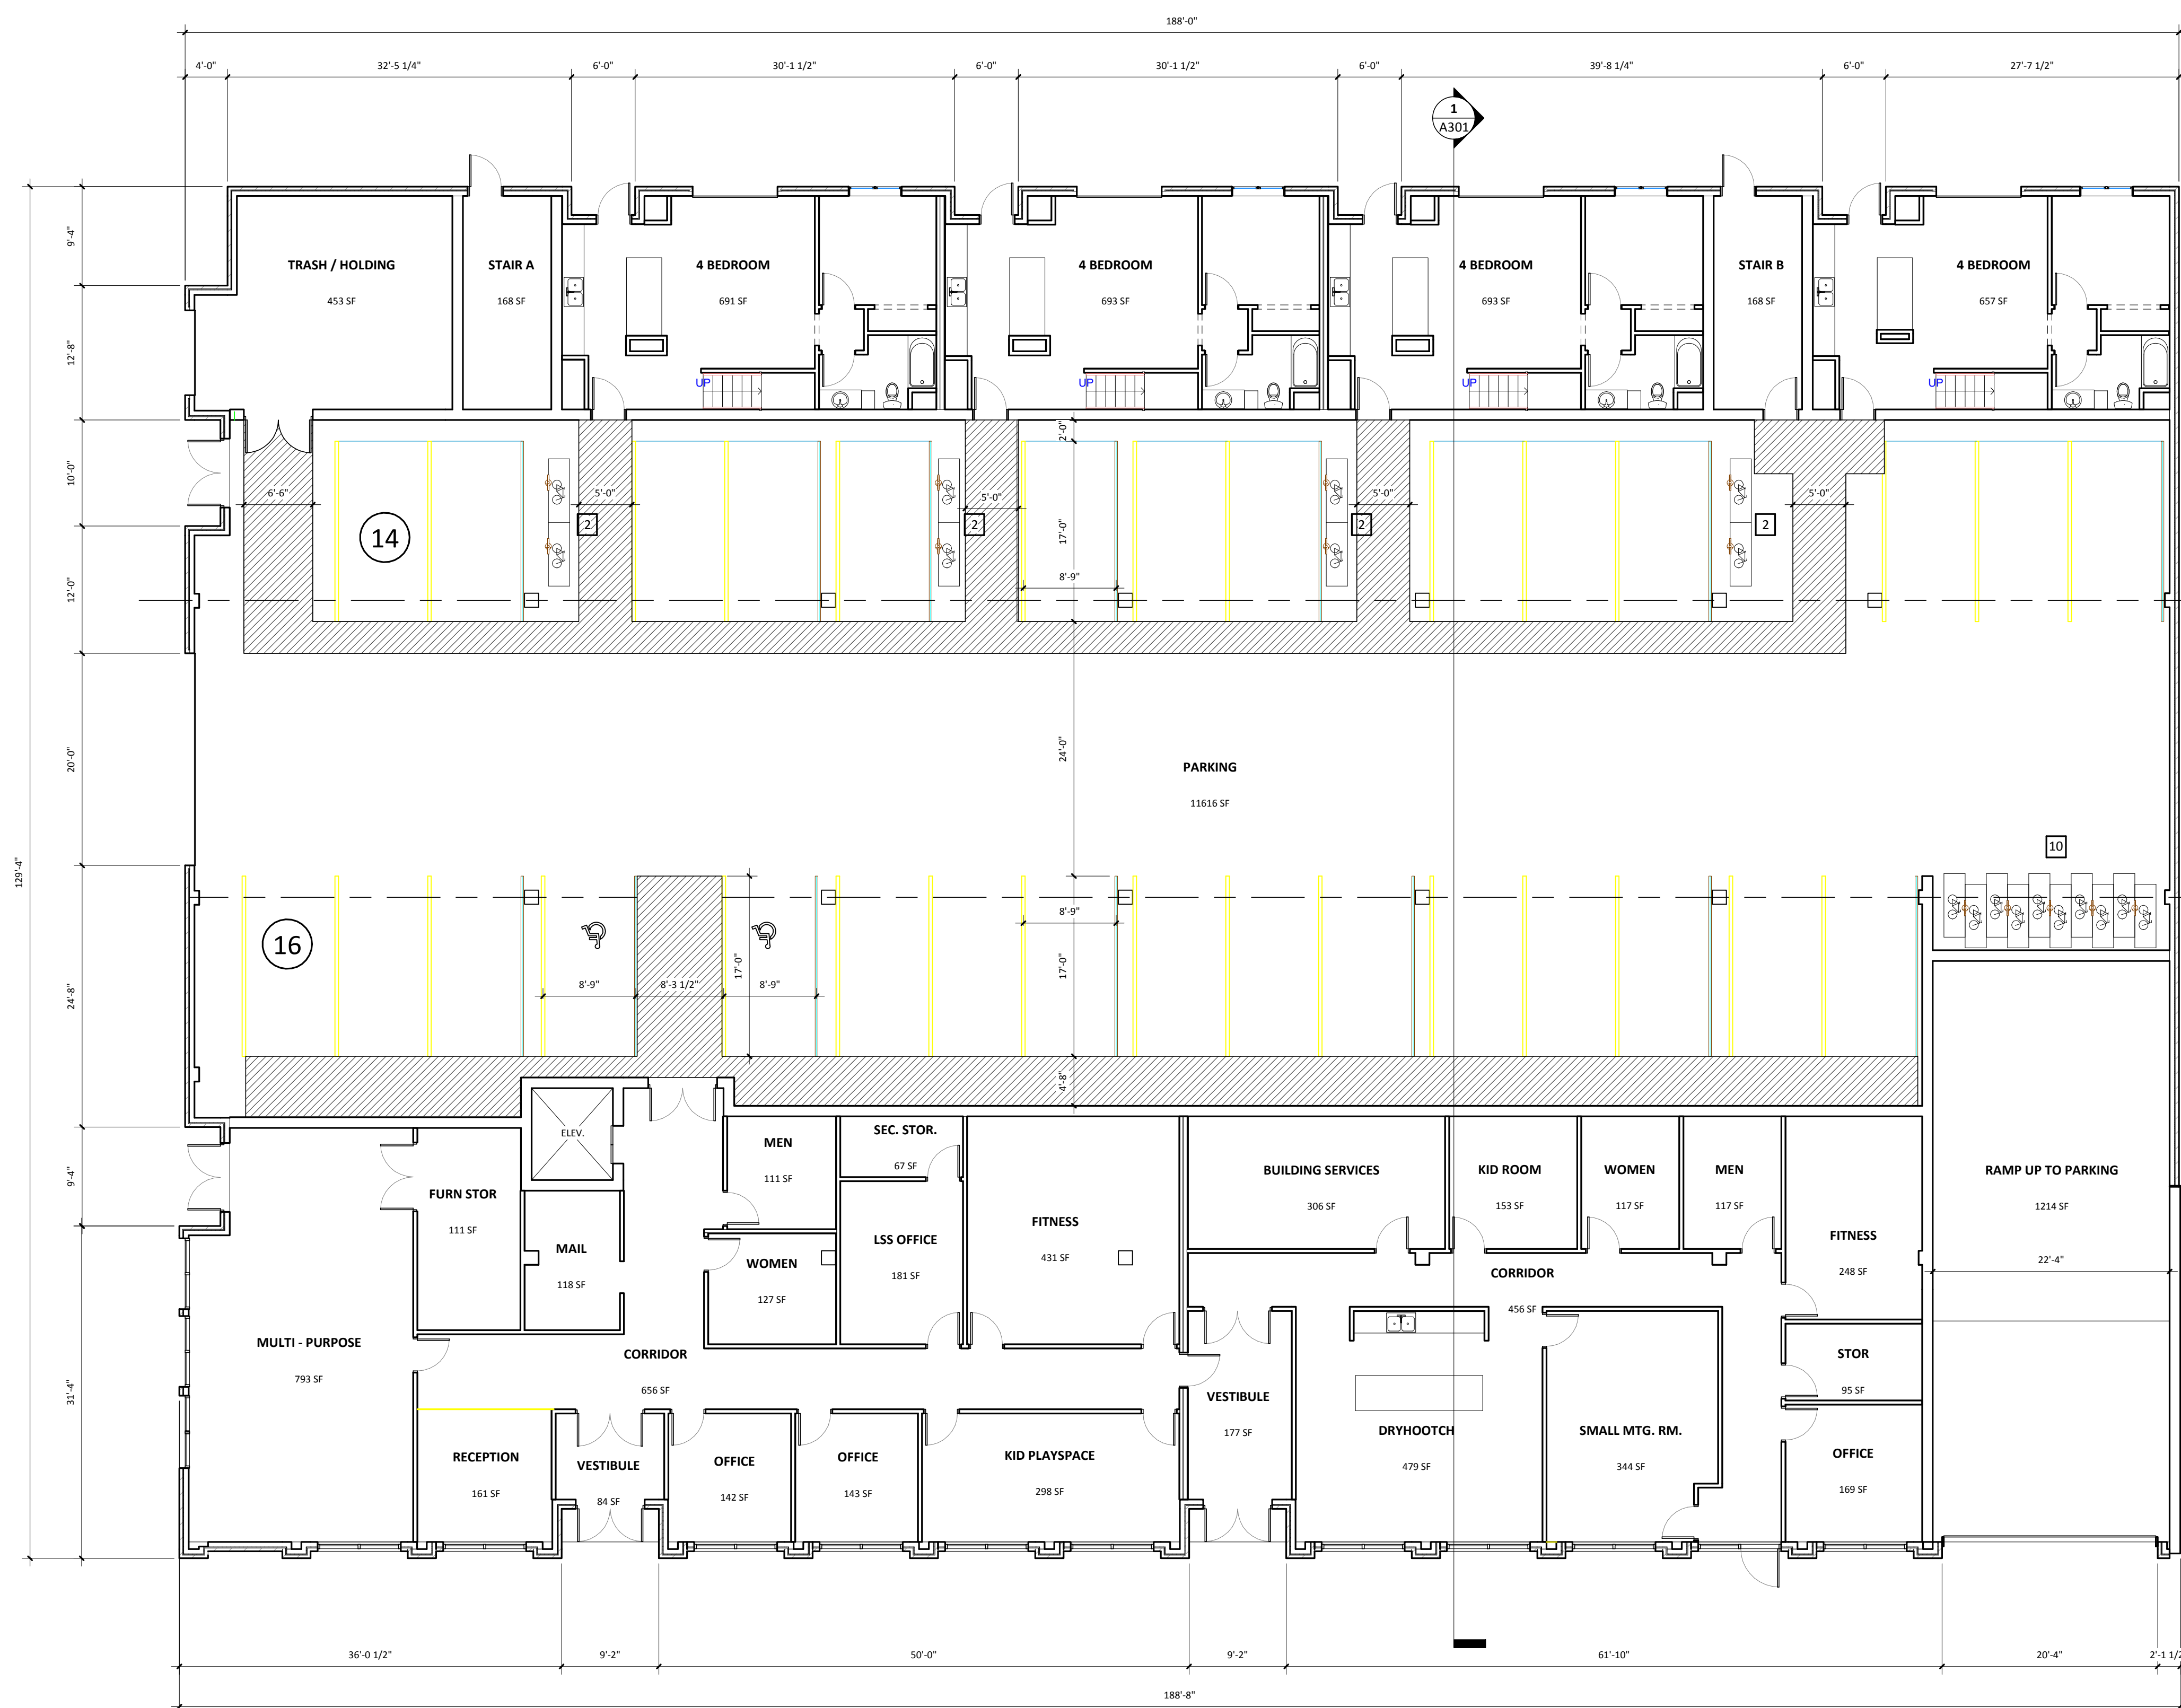 188'-0"
4'-0" 32'-5 1/4" 6'-0" 30'-1 1/2" 6'-0" 30'-1 1/2" 6'-0" 39'-8 1/4" 6'-0" 27'-7 1/2"
1
A301
9'-4"
12'-8"
10'-0"
12'-0"
20'-0"
24'-8"
9'-4"
31'-4"
129'-4"
TRASH / HOLDING
453 SF
STAIR A
168 SF
4 BEDROOM
691 SF
4 BEDROOM
693 SF
4 BEDROOM
693 SF
STAIR B
168 SF
4 BEDROOM
657 SF
UP
UP
UP
UP
2'-0"
6'-6"
5'-0"
5'-0"
5'-0"
5'-0"
14
2
2
2
2
17'-0"
8'-9"
24'-0"
PARKING
11616 SF
10
16
8'-9"
8'-3 1/2"
8'-9"
17'-0"
8'-9"
17'-0"
4'-8"
ELEV.
MEN
111 SF
SEC. STOR.
67 SF
FURN STOR
111 SF
MAIL
118 SF
WOMEN
127 SF
LSS OFFICE
181 SF
FITNESS
431 SF
BUILDING SERVICES
306 SF
KID ROOM
153 SF
WOMEN
117 SF
MEN
117 SF
FITNESS
248 SF
RAMP UP TO PARKING
1214 SF
22'-4"
CORRIDOR
456 SF
MULTI - PURPOSE
793 SF
CORRIDOR
656 SF
STOR
95 SF
VESTIBULE
177 SF
DRYHOOTCH
479 SF
SMALL MTG. RM.
344 SF
OFFICE
169 SF
RECEPTION
161 SF
VESTIBULE
84 SF
OFFICE
142 SF
OFFICE
143 SF
KID PLAYSPACE
298 SF
36'-0 1/2" 9'-2" 50'-0" 9'-2" 61'-10" 20'-4" 2'-1 1/2
188'-8"